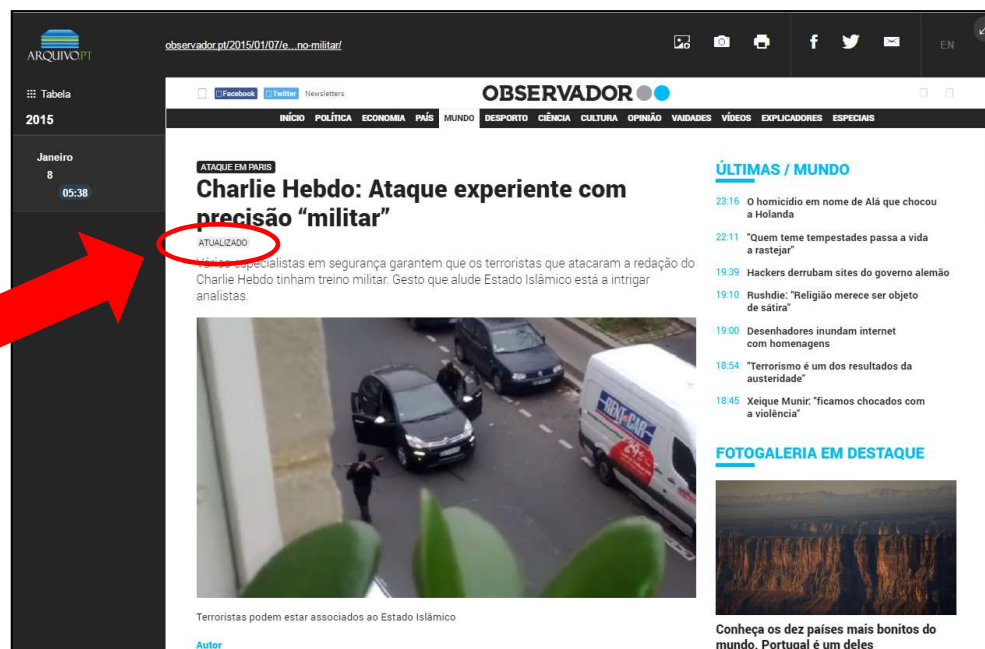 ARQUIVO.PT
observador.pt/2015/01/07/e...no-militar/
EN
Tabela
2015
Janeiro
8
05:38
Facebook
Twitter
Newsletters
OBSERVADOR
INÍCIO POLÍTICA ECONOMIA PAÍS MUNDO DESPORTO CIÊNCIA CULTURA OPINIÃO VAIDADES VÍDEOS EXPLICADORES ESPECIAIS
ATAQUE EM PARIS
Charlie Hebdo: Ataque experiente com
precisão “militar”
ATUALIZADO
Vários especialistas em segurança garantem que os terroristas que atacaram a redação do
Charlie Hebdo tinham treino militar. Gesto que alude Estado Islâmico está a intrigar
analistas.
RENT A CAR
Terroristas podem estar associados ao Estado Islâmico
Autor
ÚLTIMAS / MUNDO
23:16 O homicídio em nome de Alá que chocou
a Holanda
22:11 "Quem teme tempestades passa a vida
a rastejar"
19:39 Hackers derrubam sites do governo alemão
19:10 Rushdie: "Religião merece ser objeto
de sátira"
19:00 Desenhadores inundam internet
com homenagens
18:54 "Terrorismo é um dos resultados da
austeridade"
18:45 Xeique Munir: "ficamos chocados com
a violência"
FOTOGALERIA EM DESTAQUE
Conheça os dez países mais bonitos do
mundo. Portugal é um deles